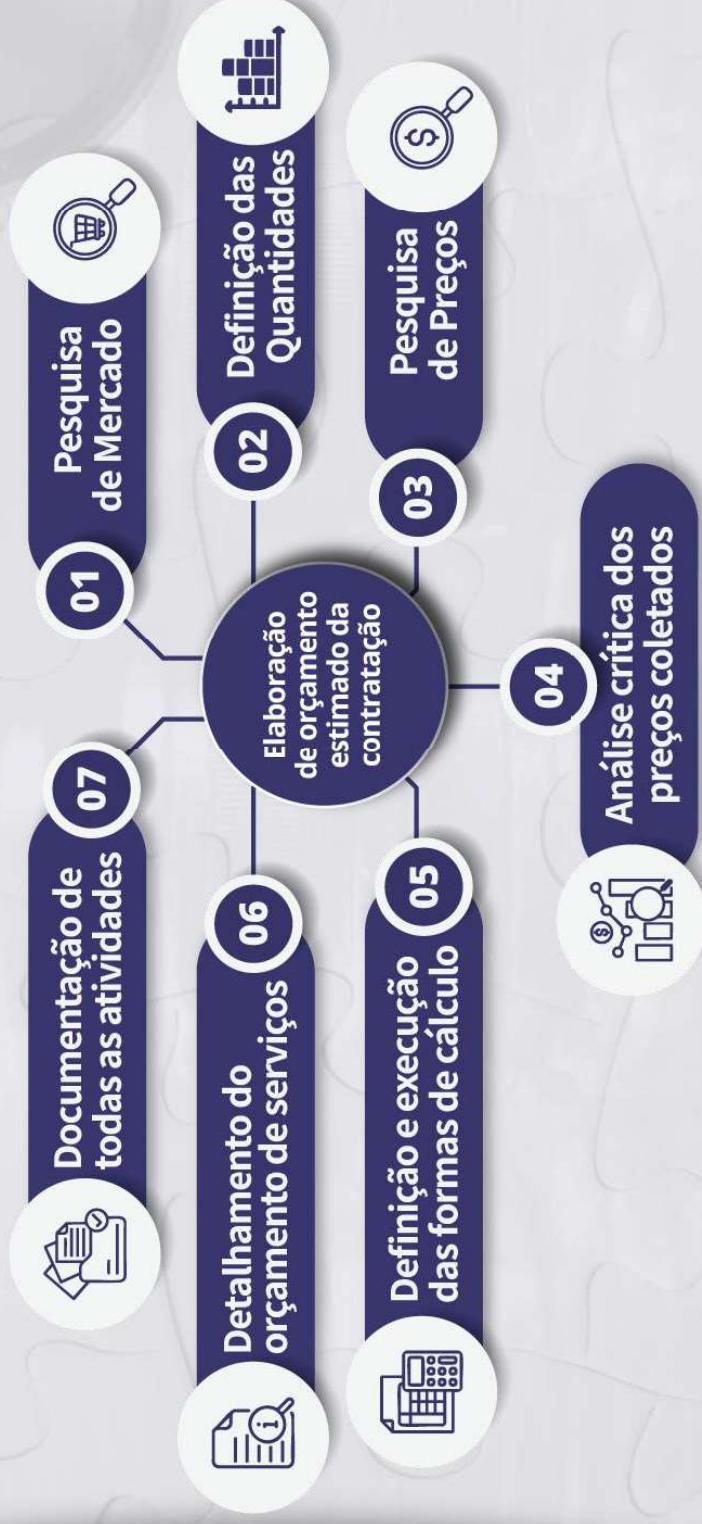 Elaboração
de orçamento
estimado da
contratação
01
Pesquisa
de Mercado
02
Definição das
Quantidades
03
Pesquisa
de Preços
04
Análise crítica dos
preços coletados
05
Definição e execução
das formas de cálculo
06
Detalhamento do
orçamento de serviços
07
Documentação de
todas as atividades